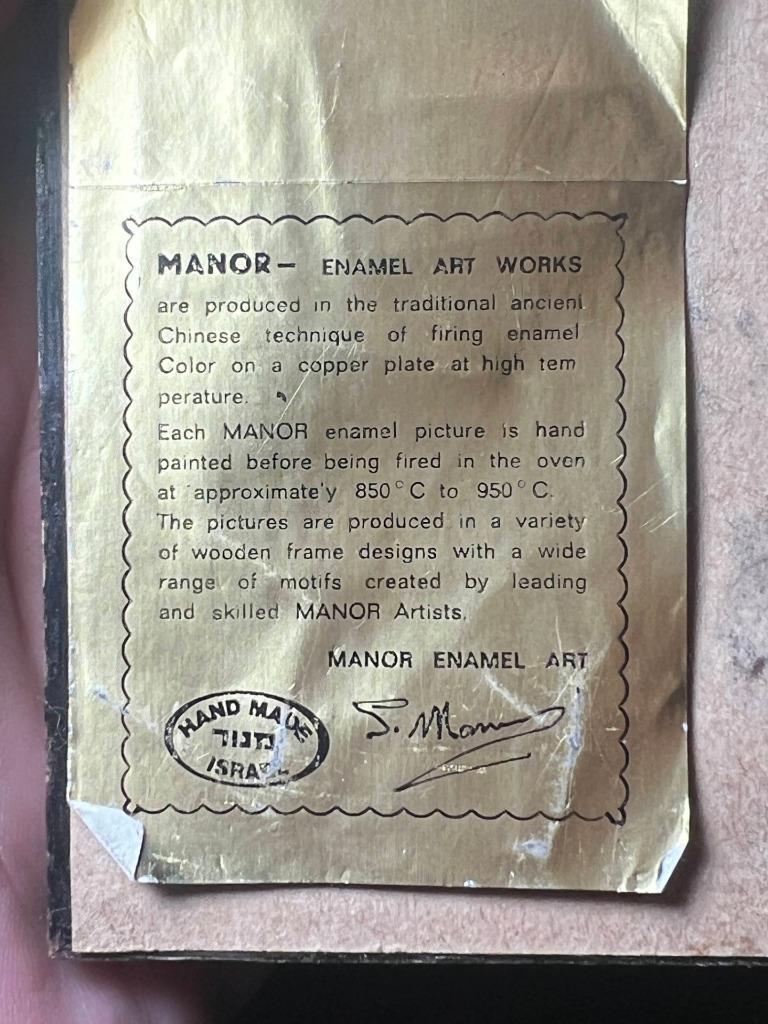 MANOR— ENAMEL ART WORKS
are produced in the traditional ancient
Chinese technique of firing enamel
Color on a copper plate at high tem
perature.
Each MANOR enamel picture is hand
painted before being fired in the oven
at approximate'y 850°C to 950°C.
The pictures are produced in a variety
of wooden frame designs with a wide
range of motifs created by leading
and skilled MANOR Artists.
MANOR ENAMEL ART
HAND MADE
מנור
ISRAEL
S. Manor